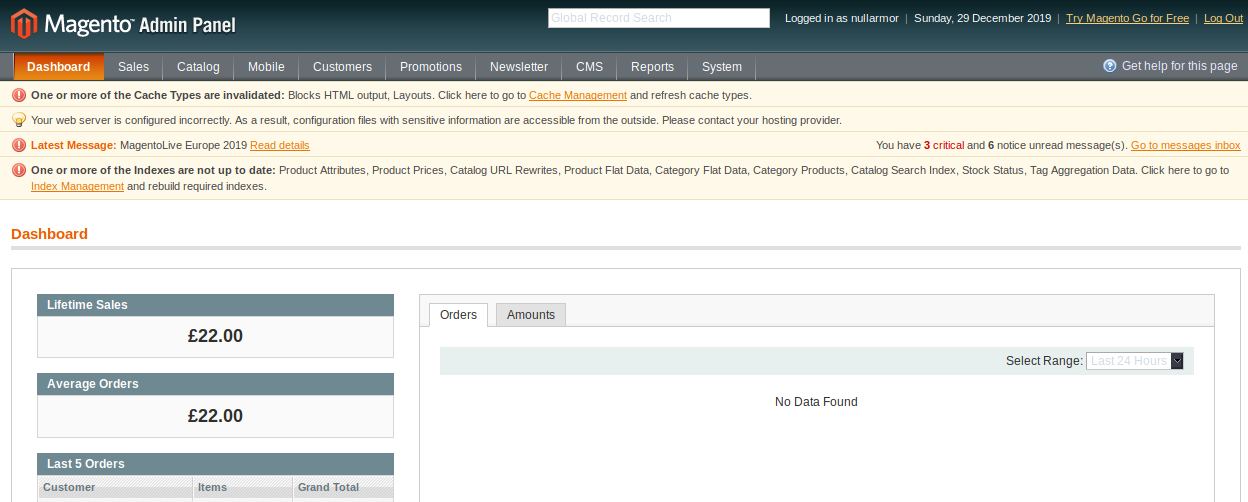 Magento™ Admin Panel
Global Record Search
Logged in as nullarmor | Sunday, 29 December 2019 | Try Magento Go for Free | Log Out
Dashboard Sales Catalog Mobile Customers Promotions Newsletter CMS Reports System Get help for this page
One or more of the Cache Types are invalidated: Blocks HTML output, Layouts. Click here to go to Cache Management and refresh cache types.
Your web server is configured incorrectly. As a result, configuration files with sensitive information are accessible from the outside. Please contact your hosting provider.
Latest Message: MagentoLive Europe 2019 Read details You have 3 critical and 6 notice unread message(s). Go to messages inbox
One or more of the Indexes are not up to date: Product Attributes, Product Prices, Catalog URL Rewrites, Product Flat Data, Category Flat Data, Category Products, Catalog Search Index, Stock Status, Tag Aggregation Data. Click here to go to
Index Management and rebuild required indexes.
Dashboard
Lifetime Sales
£22.00
Average Orders
£22.00
Last 5 Orders
Customer Items Grand Total
Orders Amounts
Select Range: Last 24 Hours
No Data Found